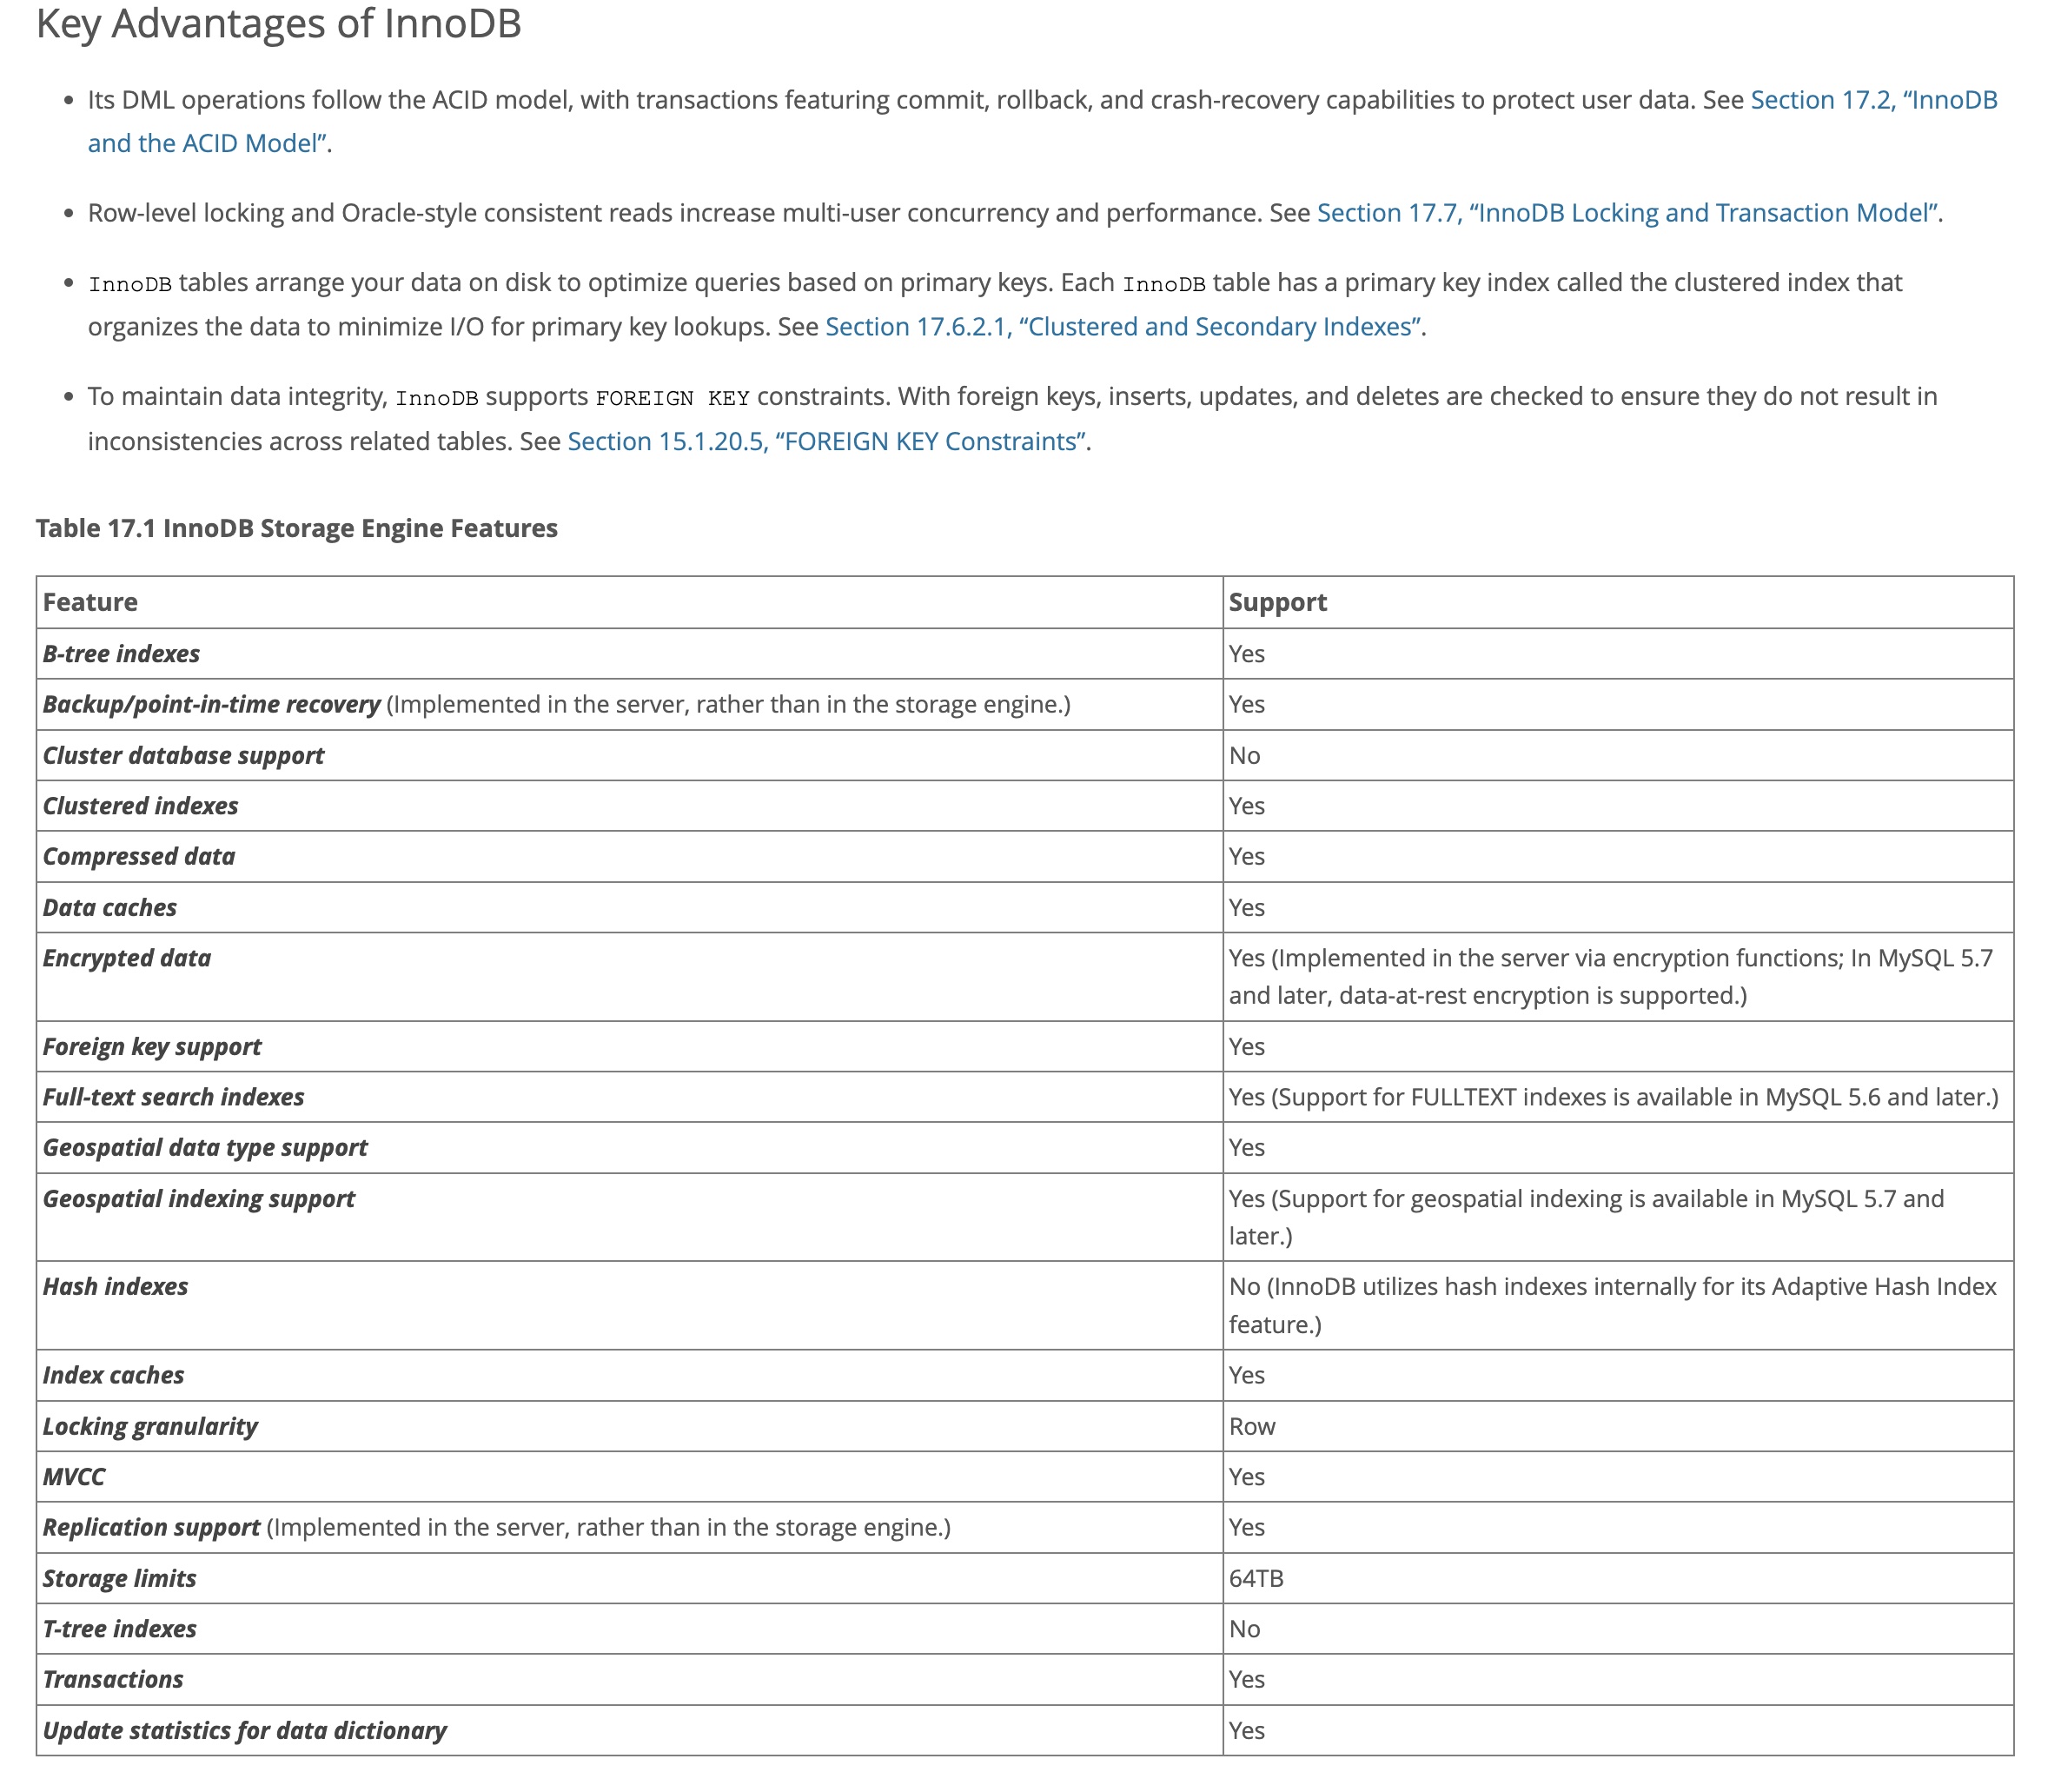 Key Advantages of InnoDB
• Its DML operations follow the ACID model, with transactions featuring commit, rollback, and crash-recovery capabilities to protect user data. See Section 17.2, “InnoDB
and the ACID Model”.
• Row-level locking and Oracle-style consistent reads increase multi-user concurrency and performance. See Section 17.7, “InnoDB Locking and Transaction Model”.
• InnoDB tables arrange your data on disk to optimize queries based on primary keys. Each InnoDB table has a primary key index called the clustered index that
organizes the data to minimize I/O for primary key lookups. See Section 17.6.2.1, “Clustered and Secondary Indexes”.
• To maintain data integrity, InnoDB supports FOREIGN KEY constraints. With foreign keys, inserts, updates, and deletes are checked to ensure they do not result in
inconsistencies across related tables. See Section 15.1.20.5, “FOREIGN KEY Constraints”.
Table 17.1 InnoDB Storage Engine Features
Feature Support
B-tree indexes Yes
Backup/point-in-time recovery (Implemented in the server, rather than in the storage engine.) Yes
Cluster database support No
Clustered indexes Yes
Compressed data Yes
Data caches Yes
Encrypted data Yes (Implemented in the server via encryption functions; In MySQL 5.7
and later, data-at-rest encryption is supported.)
Foreign key support Yes
Full-text search indexes Yes (Support for FULLTEXT indexes is available in MySQL 5.6 and later.)
Geospatial data type support Yes
Geospatial indexing support Yes (Support for geospatial indexing is available in MySQL 5.7 and
later.)
Hash indexes No (InnoDB utilizes hash indexes internally for its Adaptive Hash Index
feature.)
Index caches Yes
Locking granularity Row
MVCC Yes
Replication support (Implemented in the server, rather than in the storage engine.) Yes
Storage limits 64TB
T-tree indexes No
Transactions Yes
Update statistics for data dictionary Yes